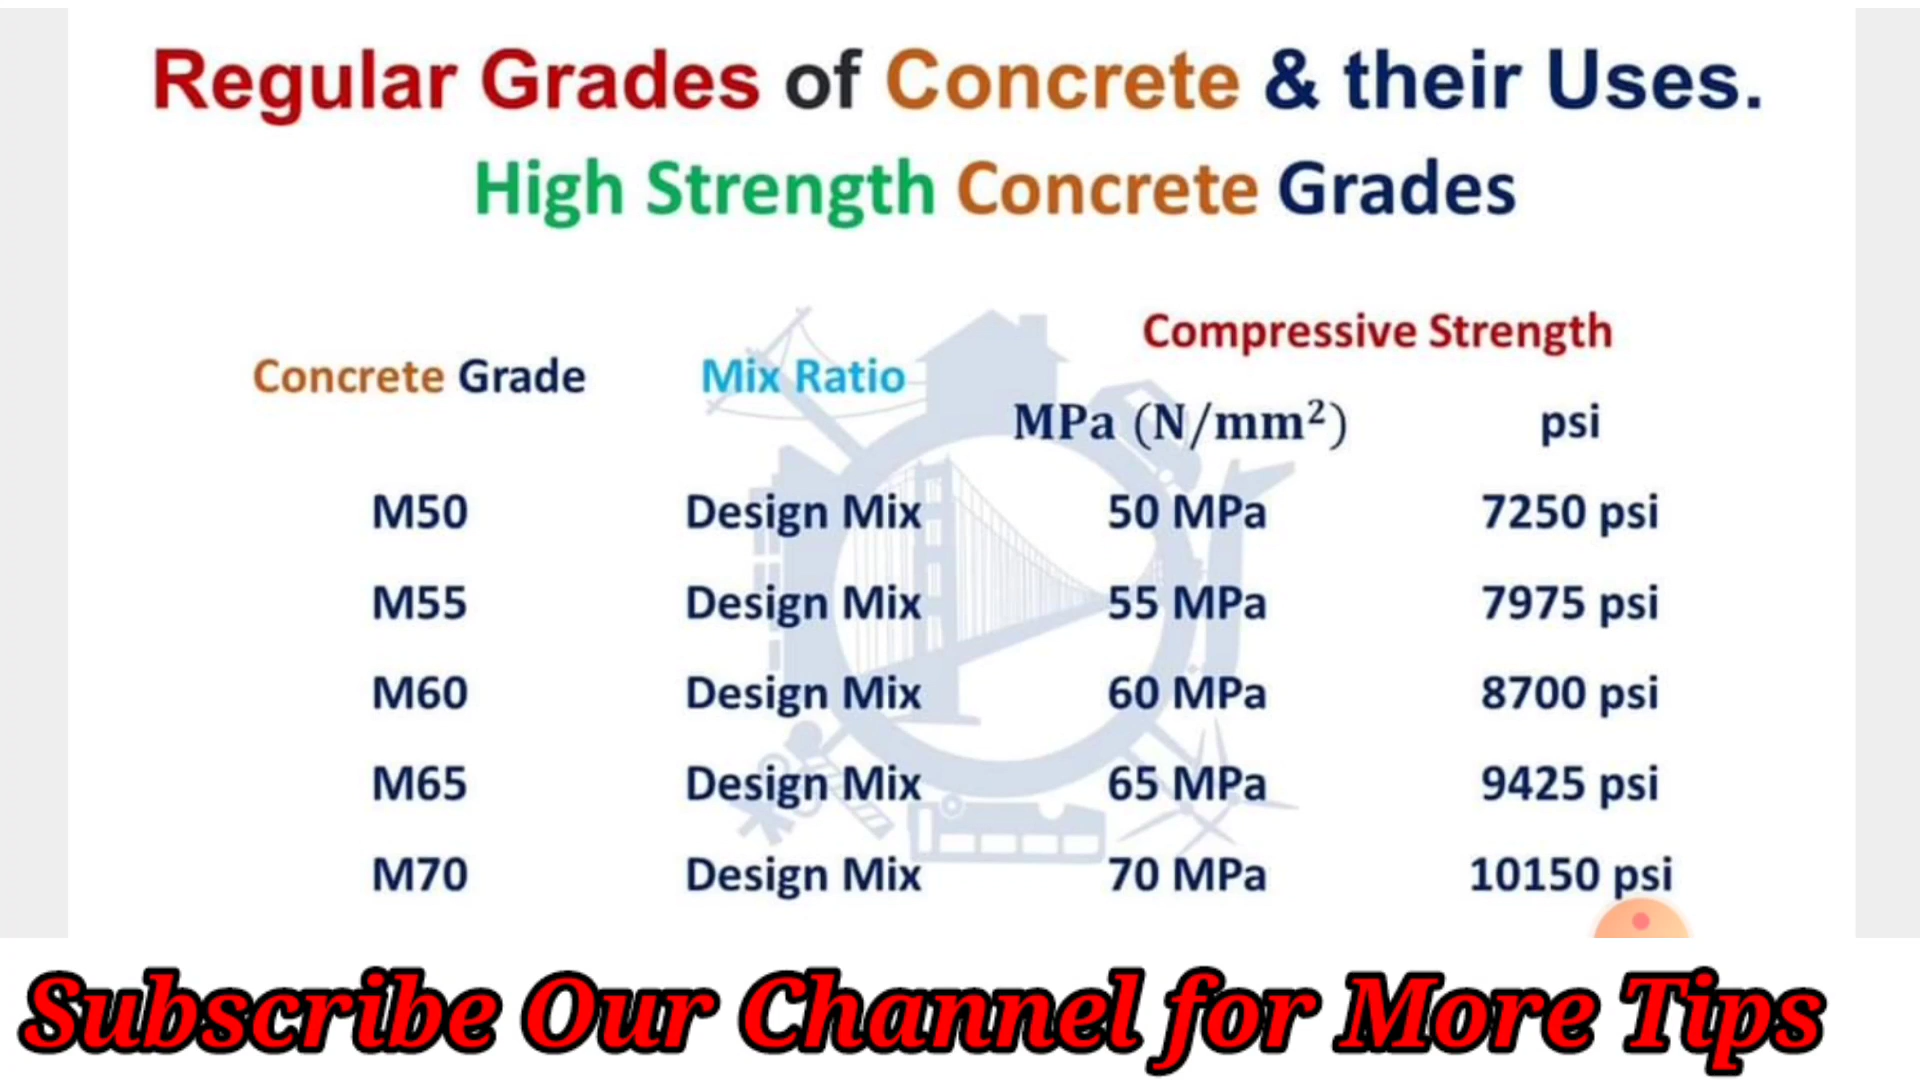 Regular Grades of Concrete & their Uses.
High Strength Concrete Grades
Compressive Strength
Concrete Grade Mix Ratio
MPa (N/mm²) psi
M50 Design Mix 50 MPa 7250 psi
M55 Design Mix 55 MPa 7975 psi
M60 Design Mix 60 MPa 8700 psi
M65 Design Mix 65 MPa 9425 psi
M70 Design Mix 70 MPa 10150 psi
Subscribe Our Channel for More Tips